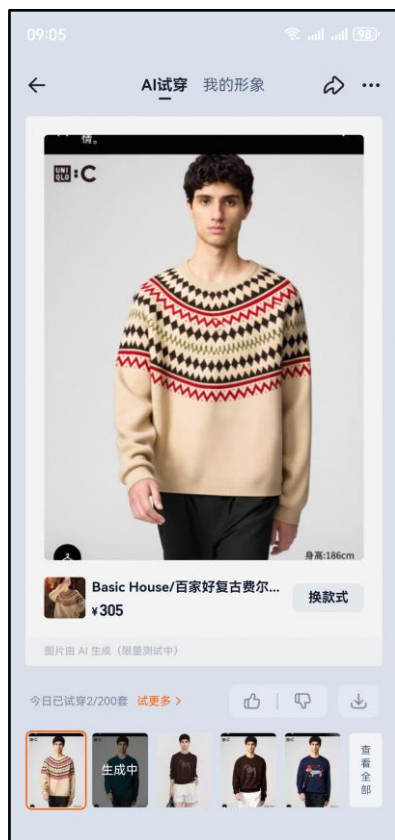 09:05
98
AI试穿 我的形象
情。
UNI
QLO
:C
身高:186cm
Basic House/百家好复古费尔...
¥305
换款式
图片由 AI 生成（限量测试中）
今日已试穿2/200套 试更多 >
生成中
查看全部